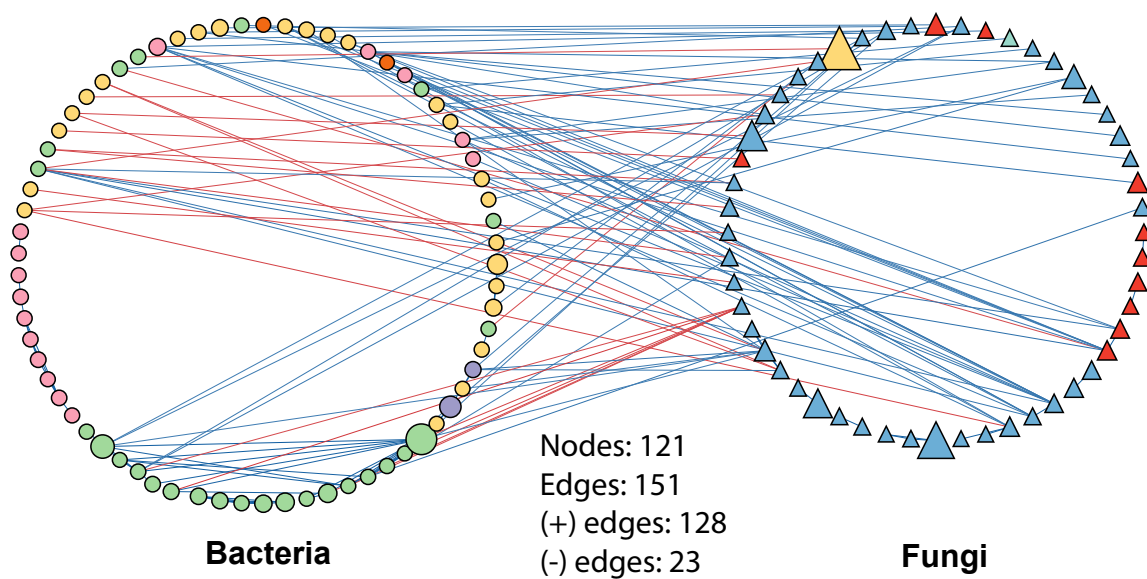 Nodes: 121
Edges: 151
(+) edges: 128
(-) edges: 23
Bacteria
Fungi